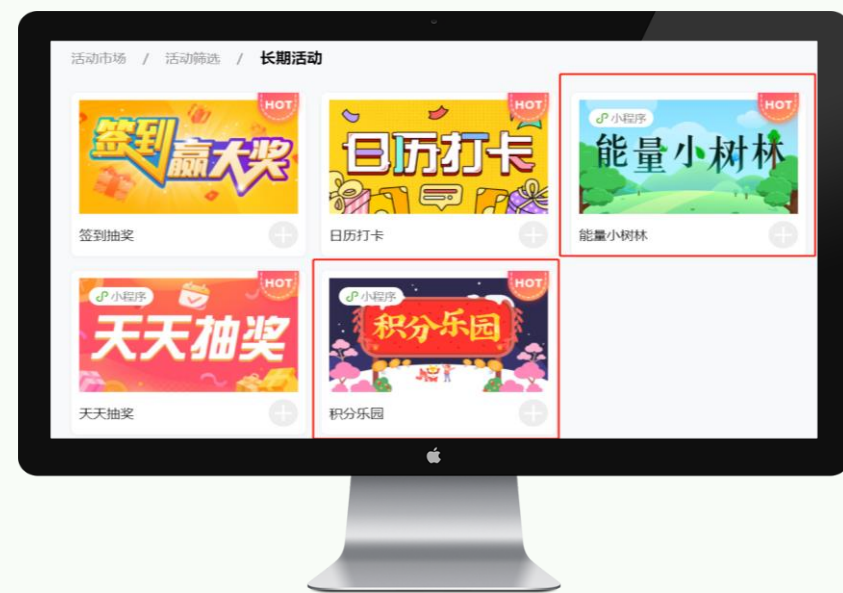 活动市场 / 活动筛选 / 长期活动
HOT
签到赢大奖
签到抽奖
HOT
日历打卡
日历打卡
HOT
小程序
能量小树林
能量小树林
HOT
小程序
天天抽奖
天天抽奖
HOT
小程序
积分乐园
积分乐园